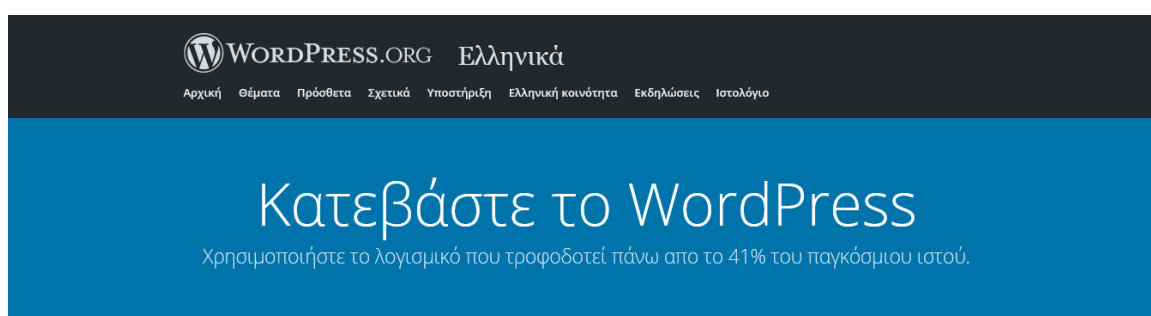 WORDPRESS.ORG Ελληνικά
Αρχική Θέματα Πρόσθετα Σχετικά Υποστήριξη Ελληνική κοινότητα Εκδηλώσεις Ιστολόγιο
Κατεβάστε το WordPress
Χρησιμοποιήστε το λογισμικό που τροφοδοτεί πάνω απο το 41% του παγκόσμιου ιστού.